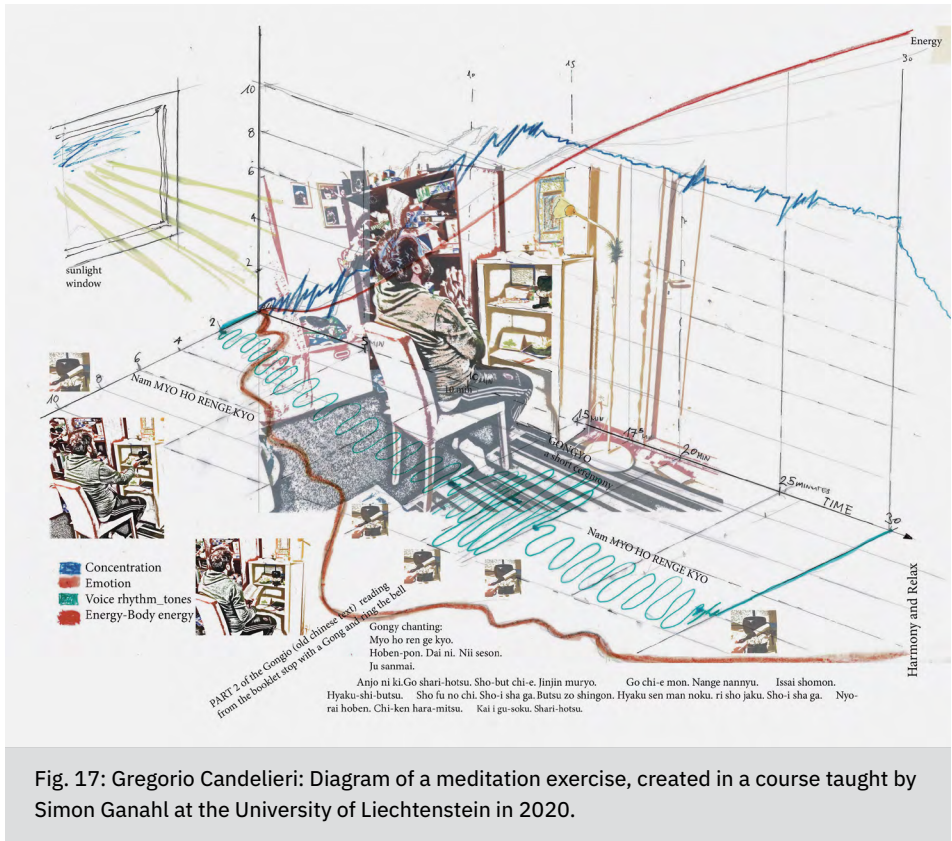 Energy
30
10
15
10
8
6
4
2
sunlight
window
2
4
6
8
10
5 MIN
10 min
15 MIN
17
20 MIN
25 MINUTES
TIME
30
Nam MYO HO RENGE KYO
GONGYO
a short ceremony
Nam MYO HO RENGE KYO
Harmony and Relax
Concentration
Emotion
Voice rhythm_tones
Energy-Body energy
PART 2 of the Gongio (old chinese text) reading
from the booklet stop with a Gong and ring the bell
Gongy chanting:
Myo ho ren ge kyo.
Hoben-pon. Dai ni. Nii seson.
Ju sanmai.
Anjo ni ki.Go shari-hotsu. Sho-but chi-e. Jinjin muryo. Go chi-e mon. Nange nannyu. Issai shomon.
Hyaku-shi-butsu. Sho fu no chi. Sho-i sha ga. Butsu zo shingon. Hyaku sen man noku. ri sho jaku. Sho-i sha ga. Nyo-
rai hoben. Chi-ken hara-mitsu. Kai i gu-soku. Shari-hotsu.
Fig. 17: Gregorio Candelieri: Diagram of a meditation exercise, created in a course taught by
Simon Ganahl at the University of Liechtenstein in 2020.